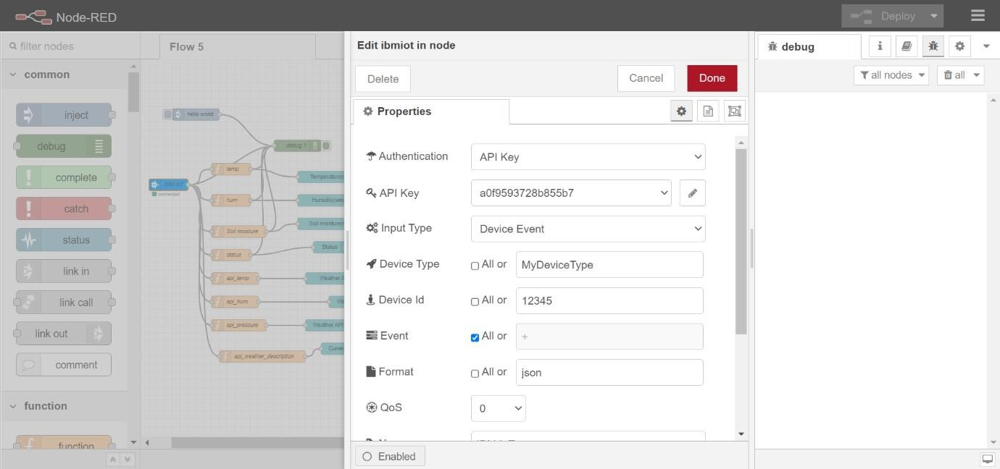 Node-RED
Deploy
filter nodes
Flow 5
Edit ibmiot in node
debug
common
Delete
Cancel
Done
all nodes
all
inject
hello world
Properties
debug
debug 1
Authentication
API Key
complete
temp
Temperature(
IBM IoT
connected
API Key
a0f9593728b855b7
catch
hum
Humidity(sen
Input Type
Device Event
status
Soil moisture
Soil moisture(
status
Status
Device Type
All or
MyDeviceType
link in
api_temp
Weather A
link call
api_hum
We
Device Id
All or
12345
link out
api_pressure
Weather API
Event
All or
+
comment
api_weather_description
Curre
Format
All or
json
function
QoS
0
function
Enabled